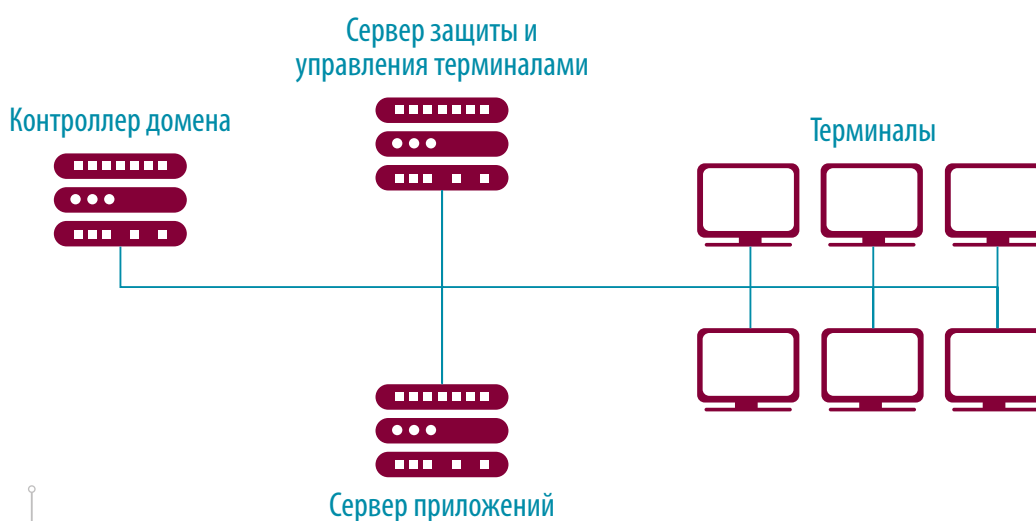 Сервер защиты и
управления терминалами
Контроллер домена
Терминалы
Сервер приложений